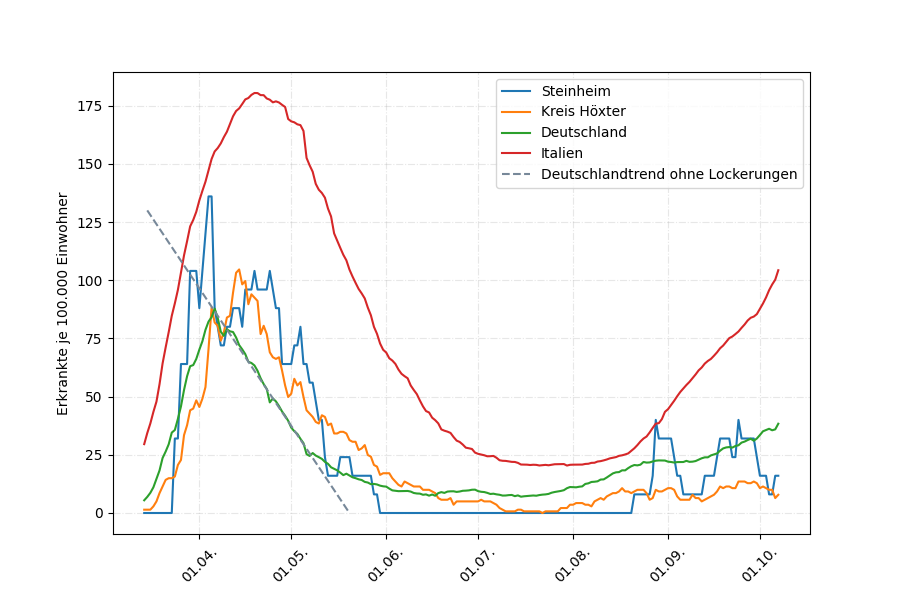 Steinheim
Kreis Höxter
Deutschland
Italien
Deutschlandtrend ohne Lockerungen
Erkrankte je 100.000 Einwohner
175
150
125
100
75
50
25
0
01.04.
01.05.
01.06.
01.07.
01.08.
01.09.
01.10.